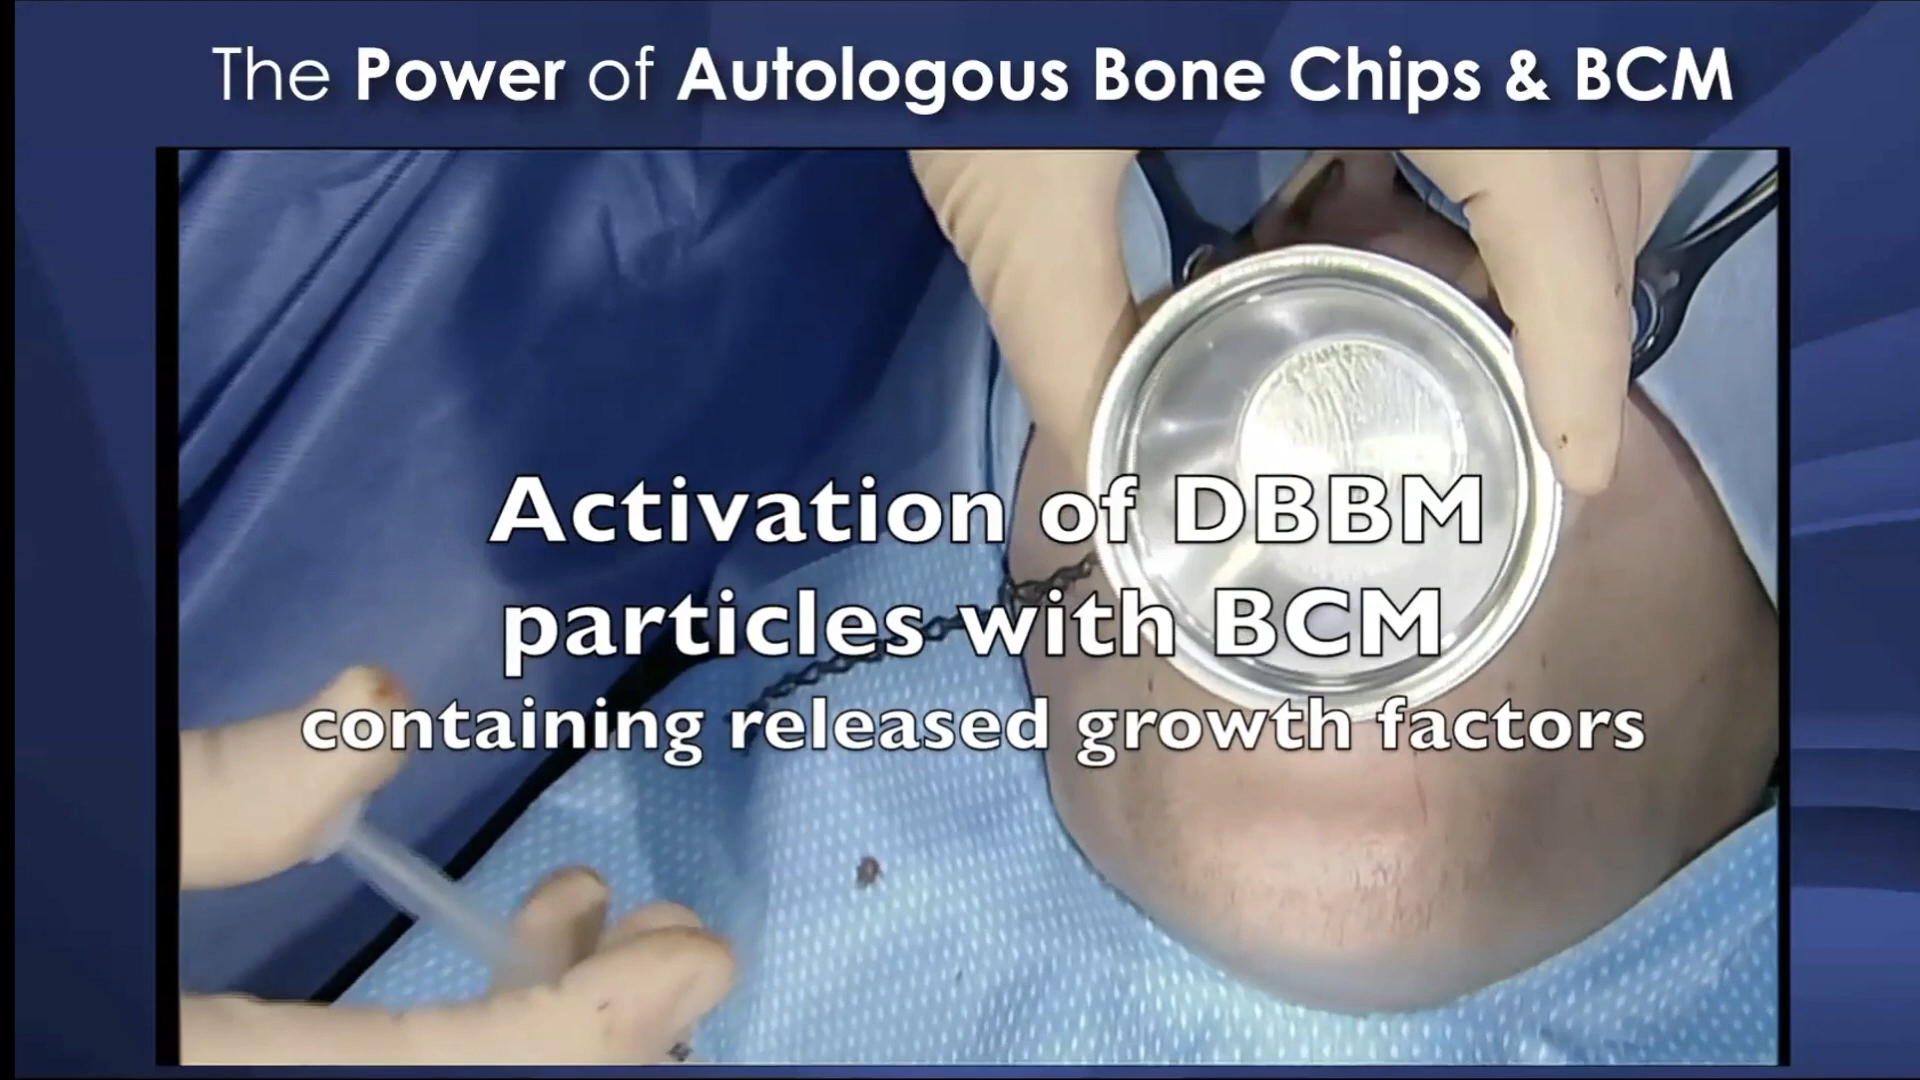 The Power of Autologous Bone Chips & BCM
Activation of DBBM
particles with BCM
containing released growth factors